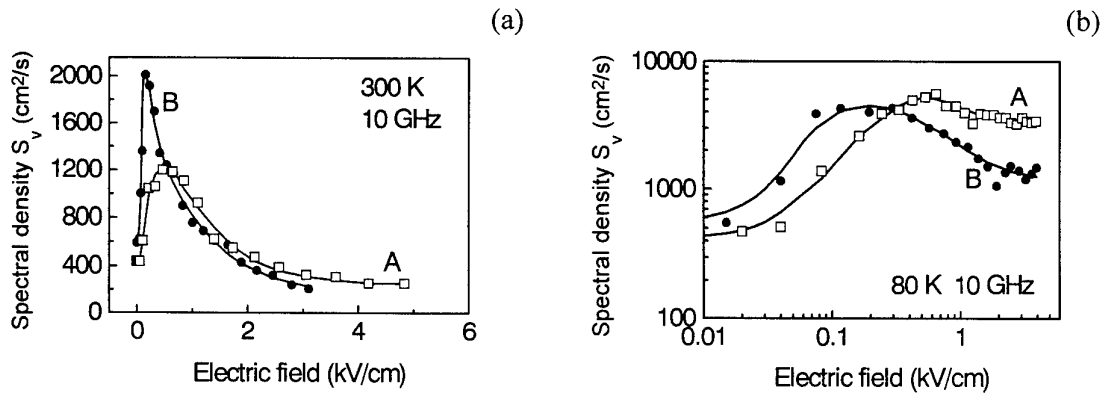 (a)
Spectral density Sᵥ (cm²/s)
2000
1600
1200
800
400
0
B
A
300 K
10 GHz
0
2
4
6
Electric field (kV/cm)
(b)
Spectral density Sᵥ (cm²/s)
10000
1000
100
A
B
80 K 10 GHz
0.01
0.1
1
Electric field (kV/cm)